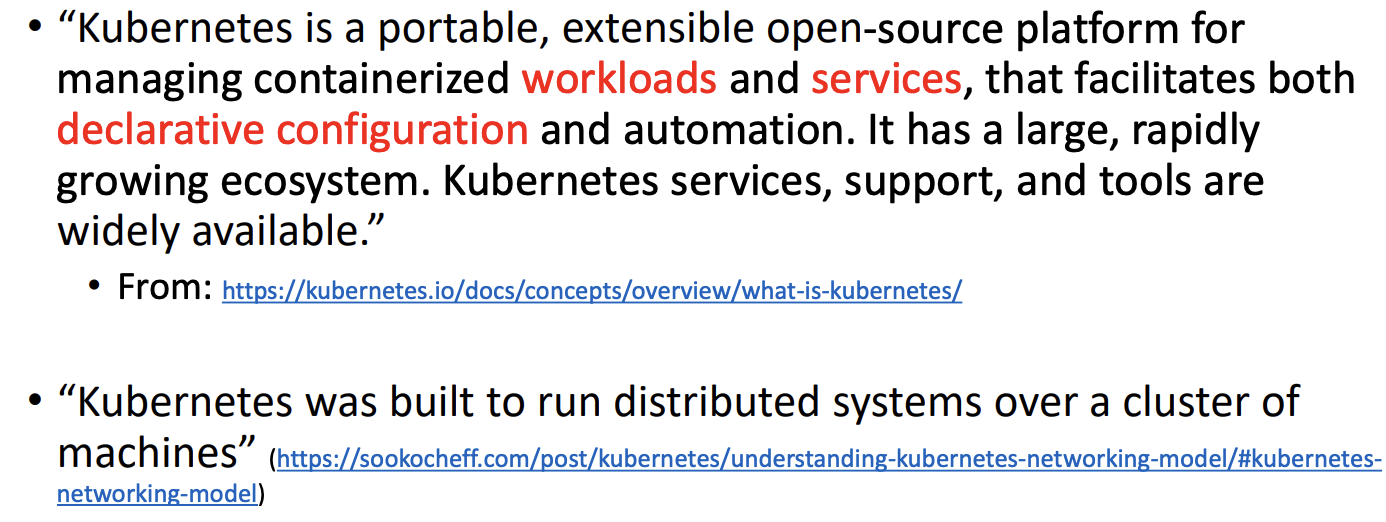 • “Kubernetes is a portable, extensible open-source platform for
managing containerized workloads and services, that facilitates both
declarative configuration and automation. It has a large, rapidly
growing ecosystem. Kubernetes services, support, and tools are
widely available.”
• From: https://kubernetes.io/docs/concepts/overview/what-is-kubernetes/
• “Kubernetes was built to run distributed systems over a cluster of
machines” (https://sookocheff.com/post/kubernetes/understanding-kubernetes-networking-model/#kubernetes-
networking-model)